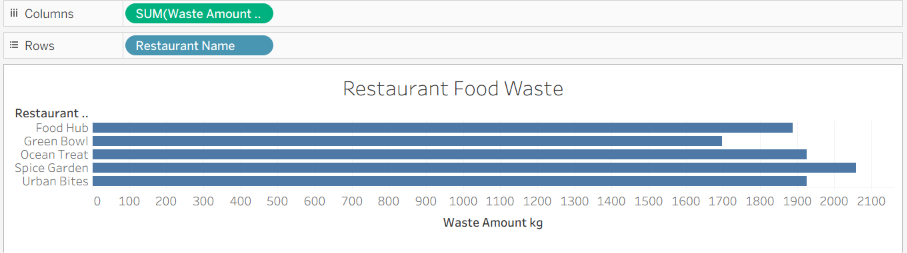 Columns SUM(Waste Amount ..
Rows Restaurant Name
Restaurant Food Waste
Restaurant ..
Food Hub
Green Bowl
Ocean Treat
Spice Garden
Urban Bites
0 100 200 300 400 500 600 700 800 900 1000 1100 1200 1300 1400 1500 1600 1700 1800 1900 2000 2100
Waste Amount kg